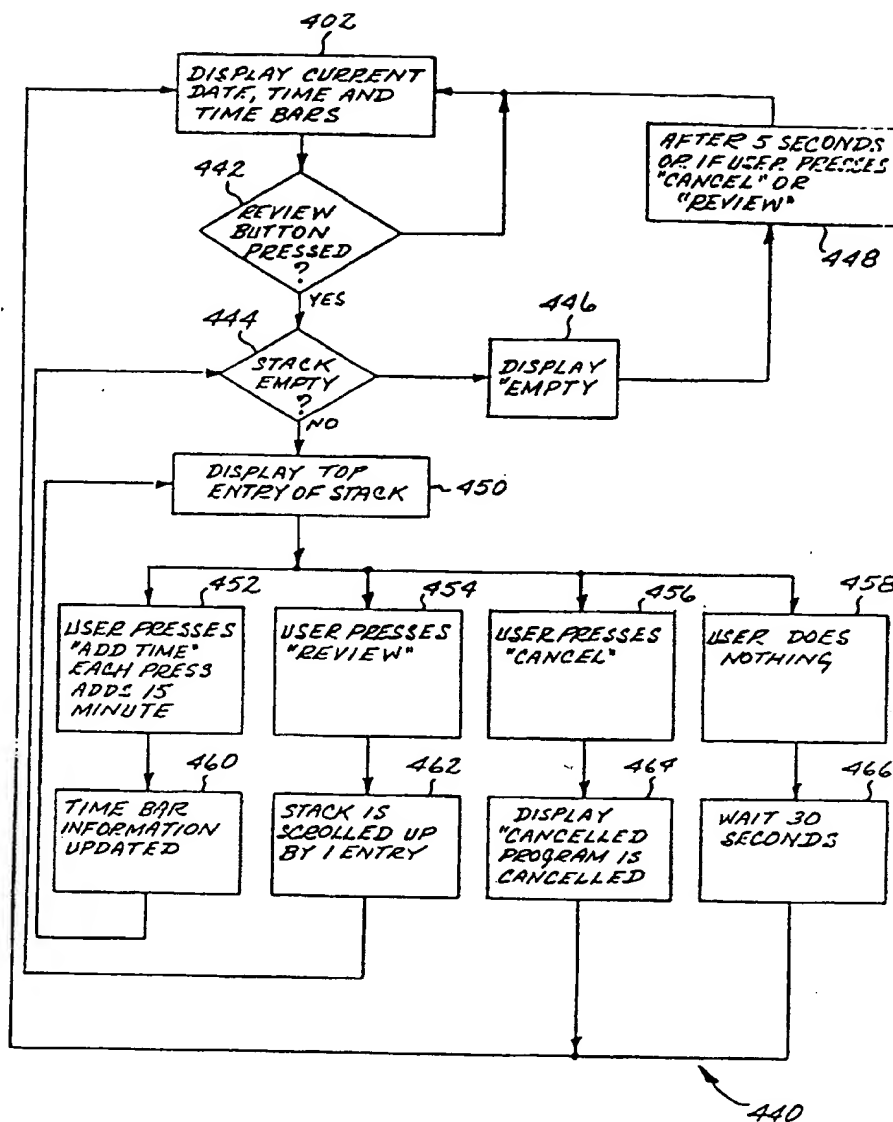 402
DISPLAY CURRENT
DATE, TIME AND
TIME BARS
442
REVIEW
BUTTON
PRESSED
?
YES
AFTER 5 SECONDS
OR IF USER PRESSES
"CANCEL" OR
"REVIEW"
448
444
STACK
EMPTY
?
NO
446
DISPLAY
"EMPTY
DISPLAY TOP
ENTRY OF STACK
450
452
USER PRESSES
"ADD TIME"
EACH PRESS
ADDS 15
MINUTE
454
USER PRESSES
"REVIEW"
456
USER PRESSES
"CANCEL"
458
USER DOES
NOTHING
460
TIME BAR
INFORMATION
UPDATED
462
STACK IS
SCROLLED UP
BY 1 ENTRY
464
DISPLAY
"CANCELLED
PROGRAM IS
CANCELLED
466
WAIT 30
SECONDS
440